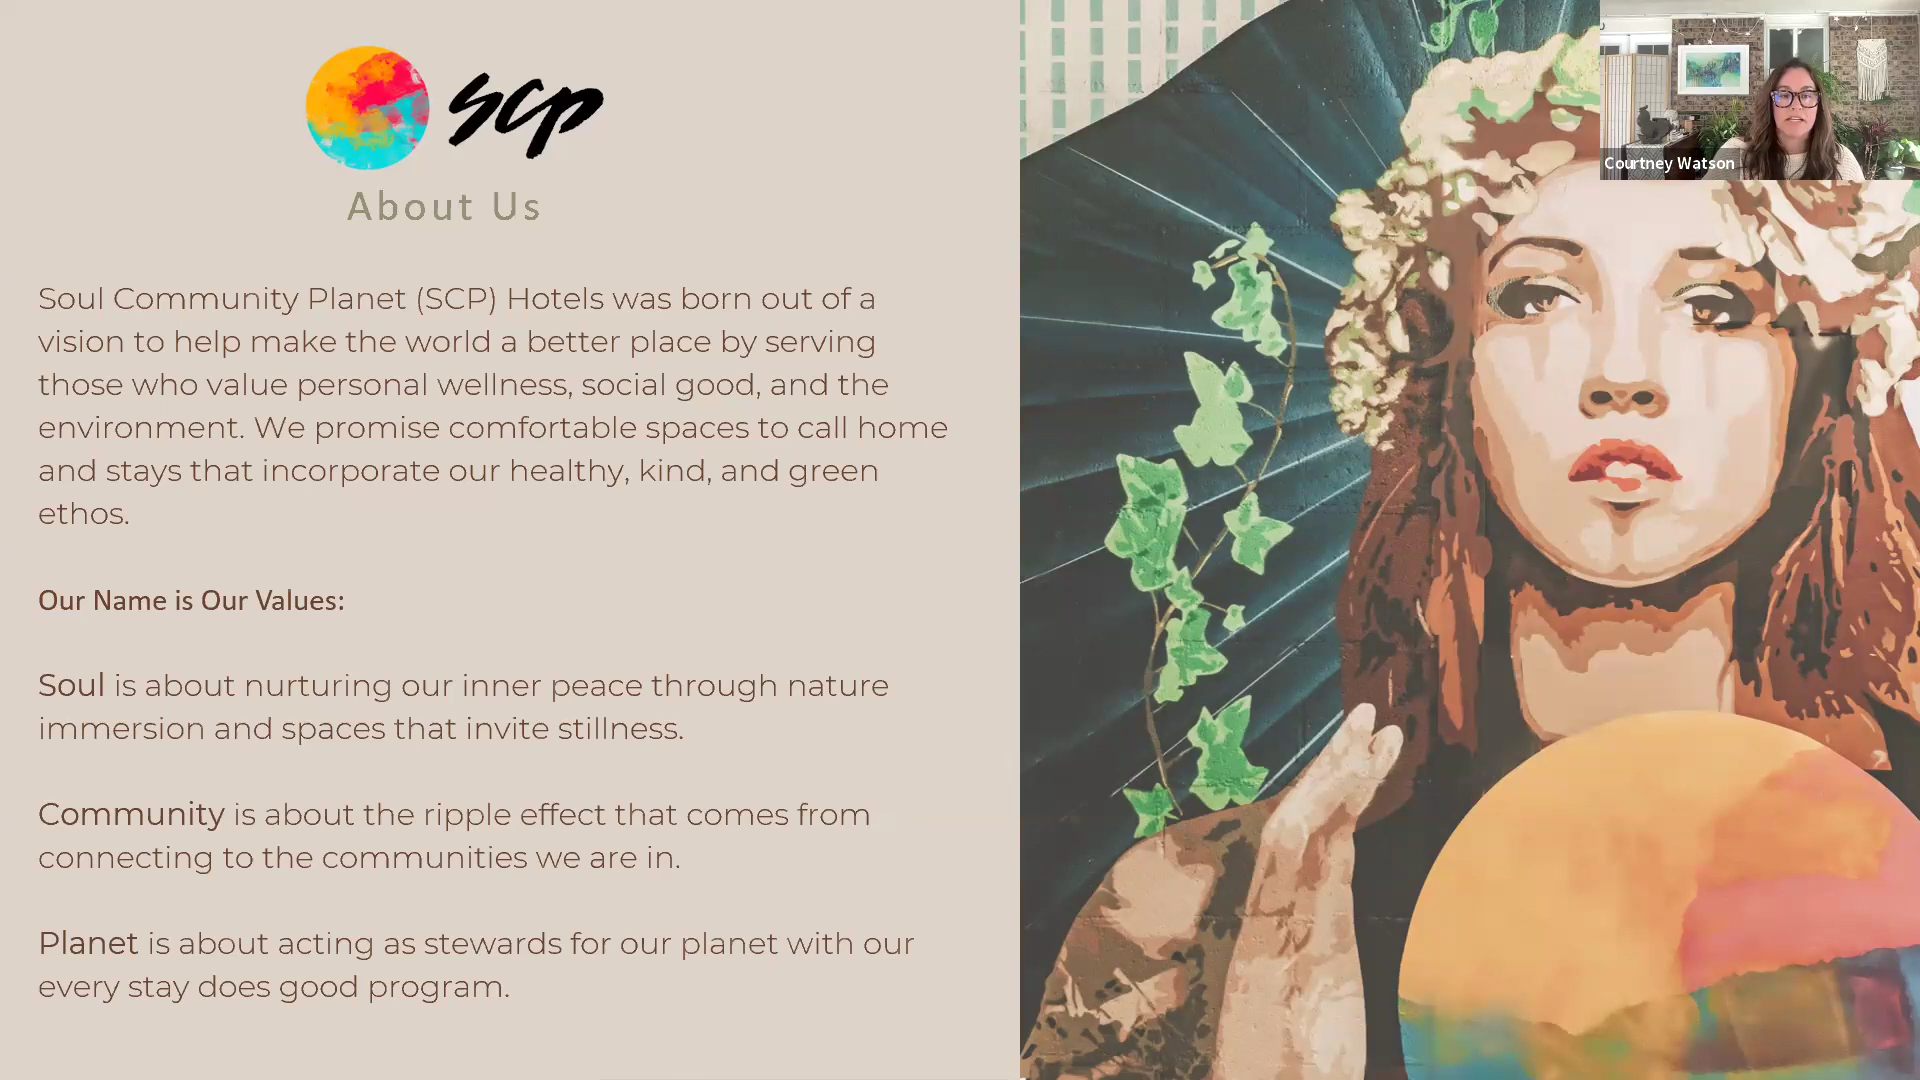 scp
About Us
Courtney Watson
Soul Community Planet (SCP) Hotels was born out of a
vision to help make the world a better place by serving
those who value personal wellness, social good, and the
environment. We promise comfortable spaces to call home
and stays that incorporate our healthy, kind, and green
ethos.
Our Name is Our Values:
Soul is about nurturing our inner peace through nature
immersion and spaces that invite stillness.
Community is about the ripple effect that comes from
connecting to the communities we are in.
Planet is about acting as stewards for our planet with our
every stay does good program.